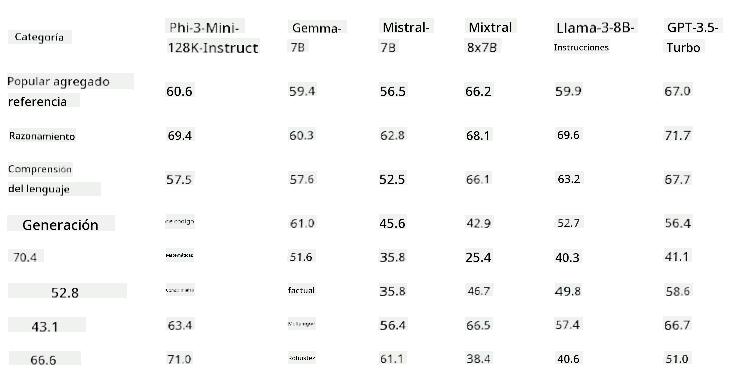 Categoría Phi-3-Mini- Gemma- Mistral- Mixtral Llama-3-8B- GPT-3.5-
128K-Instruct 7B 7B 8x7B Instrucciones Turbo
Popular agregado
referencia 60.6 59.4 56.5 66.2 59.9 67.0
Razonamiento 69.4 60.3 62.8 68.1 69.6 71.7
Comprensión
del lenguaje 57.5 57.6 52.5 66.1 63.2 67.7
Generación de código 61.0 45.6 42.9 52.7 56.4
70.4 Matemáticas 51.6 35.8 25.4 40.3 41.1
52.8 factual 35.8 46.7 49.8 58.6
43.1 63.4 56.4 66.5 57.4 66.7
66.6 71.0 Robustez 61.1 38.4 40.6 51.0